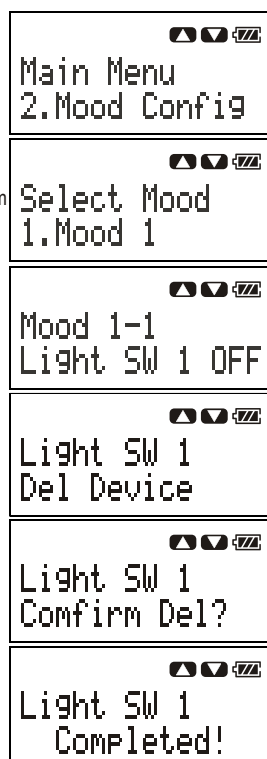 Main Menu
2.Mood Config
Select Mood
1.Mood 1
Mood 1-1
Light SW 1 OFF
Light SW 1
Del Device
Light SW 1
Comfirm Del?
Light SW 1
Completed!